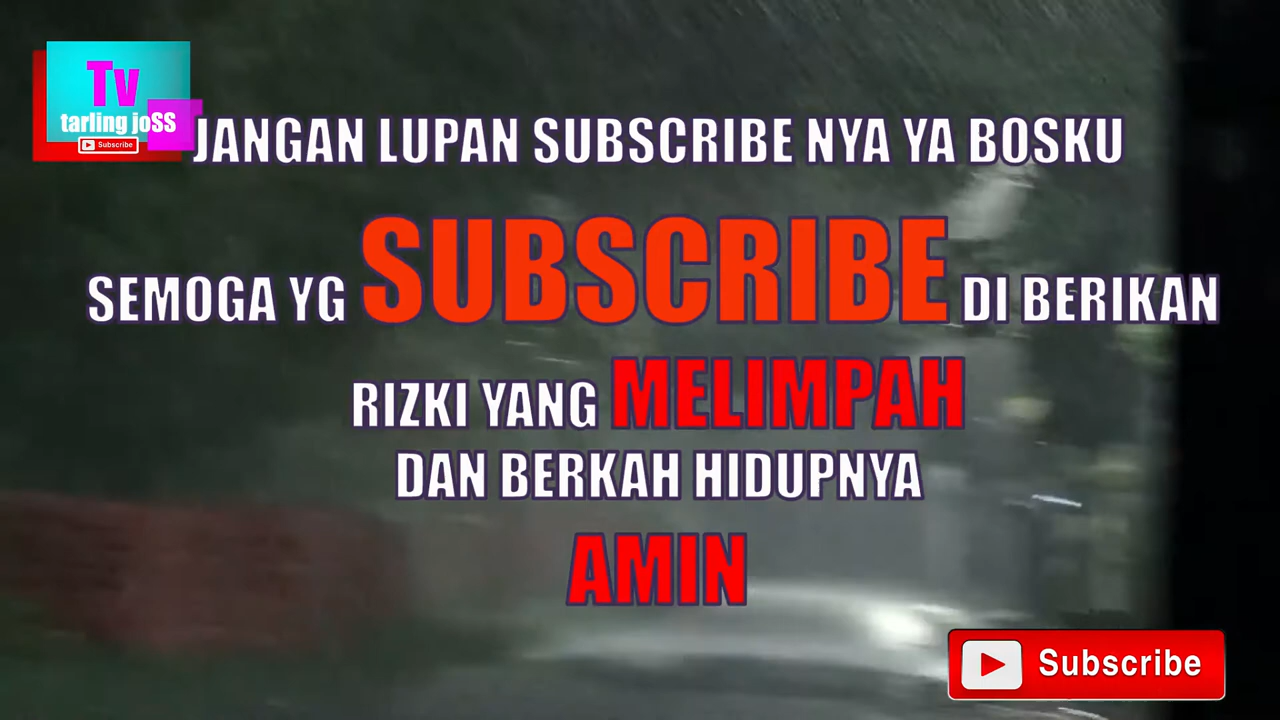 Tv
tarling joSS
Subscribe
JANGAN LUPAN SUBSCRIBE NYA YA BOSKU
SEMOGA YG SUBSCRIBE DI BERIKAN
RIZKI YANG MELIMPAH
DAN BERKAH HIDUPNYA
AMIN
Subscribe